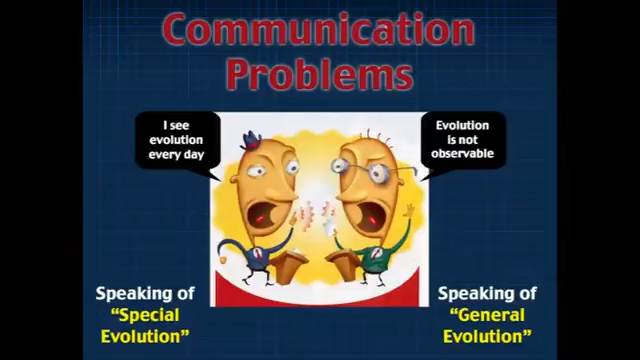 Communication
Problems
I see
evolution
every day
Evolution
is not
observable
Speaking of
“Special
Evolution”
Speaking of
“General
Evolution”